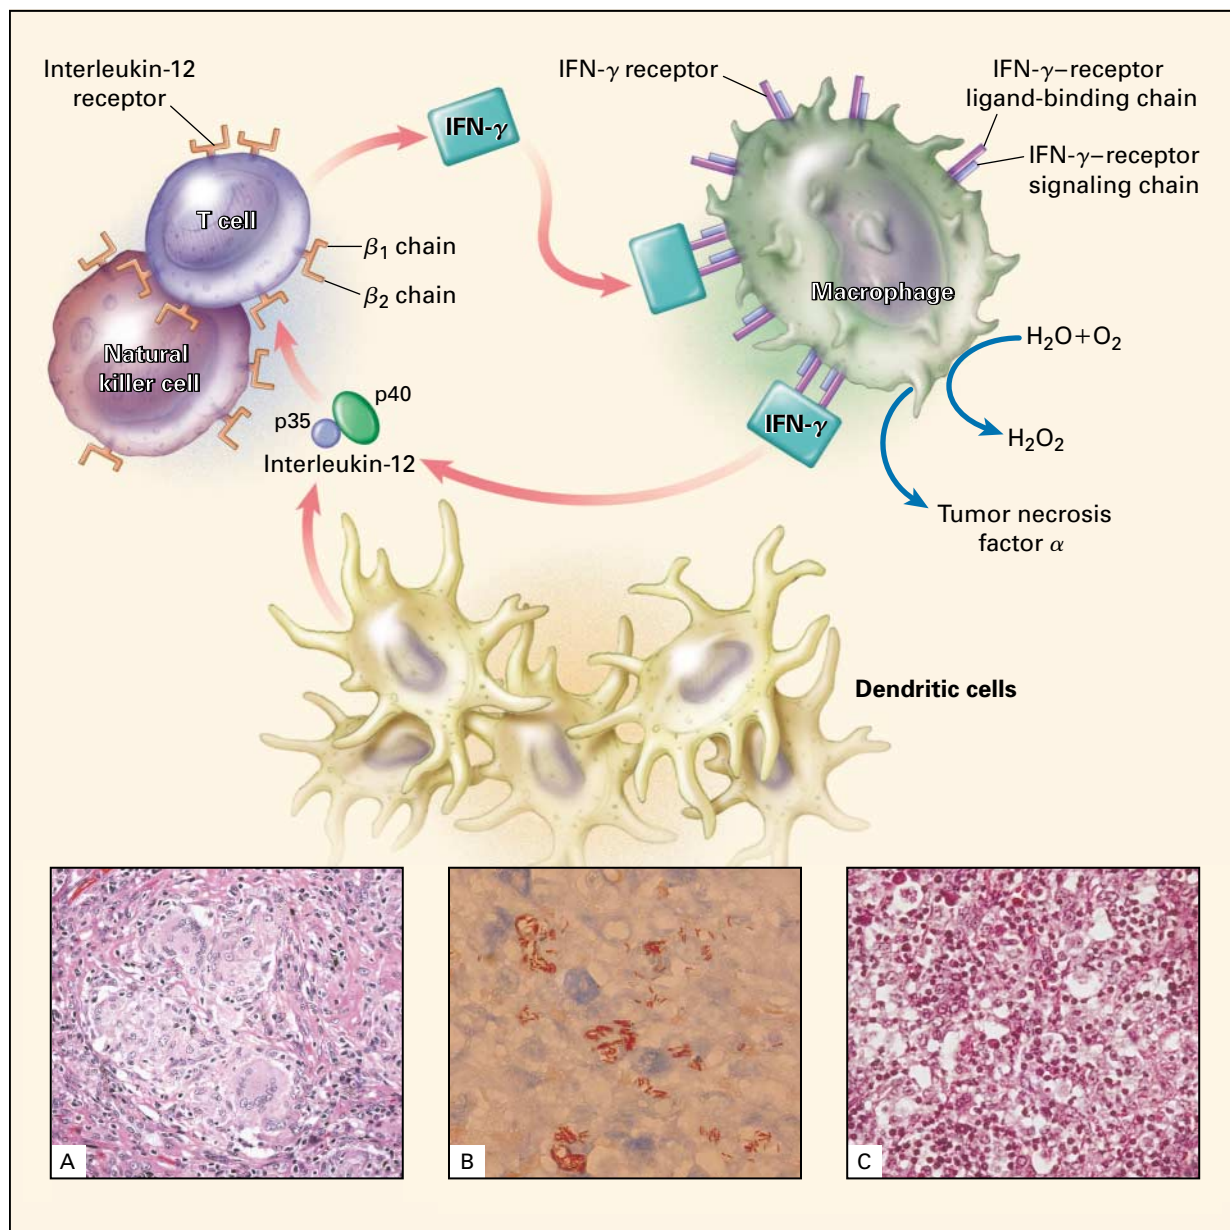 Interleukin-12
receptor
IFN-γ
IFN-γ receptor
IFN-γ–receptor
ligand-binding chain
IFN-γ–receptor
signaling chain
T cell
β₁ chain
β₂ chain
Natural
killer cell
Macrophage
H₂O+O₂
H₂O₂
p40
p35
Interleukin-12
IFN-γ
Tumor necrosis
factor α
Dendritic cells
A
B
C